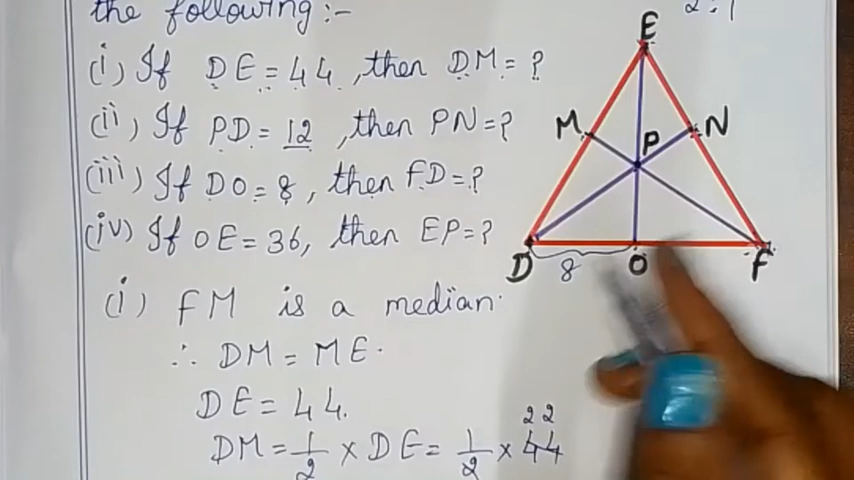 the following :-
2:1
(i) If DE = 44, then DM = ?
(ii) If PD = 12, then PN = ?
(iii) If DO = 8, then FD = ?
(iv) If OE = 36, then EP = ?
E
M
N
P
D
8
O
F
(i) FM is a median.
∴ DM = ME.
DE = 44.
22
DM = 1/2 × DE = 1/2 × 44